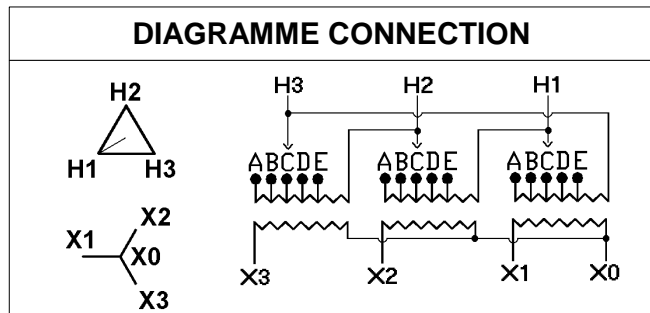 DIAGRAMME CONNECTION
H2
H1 H3
X2
X1 X0
X3
H3 H2 H1
ABCDE ABCDE ABCDE
X3 X2 X1 X0